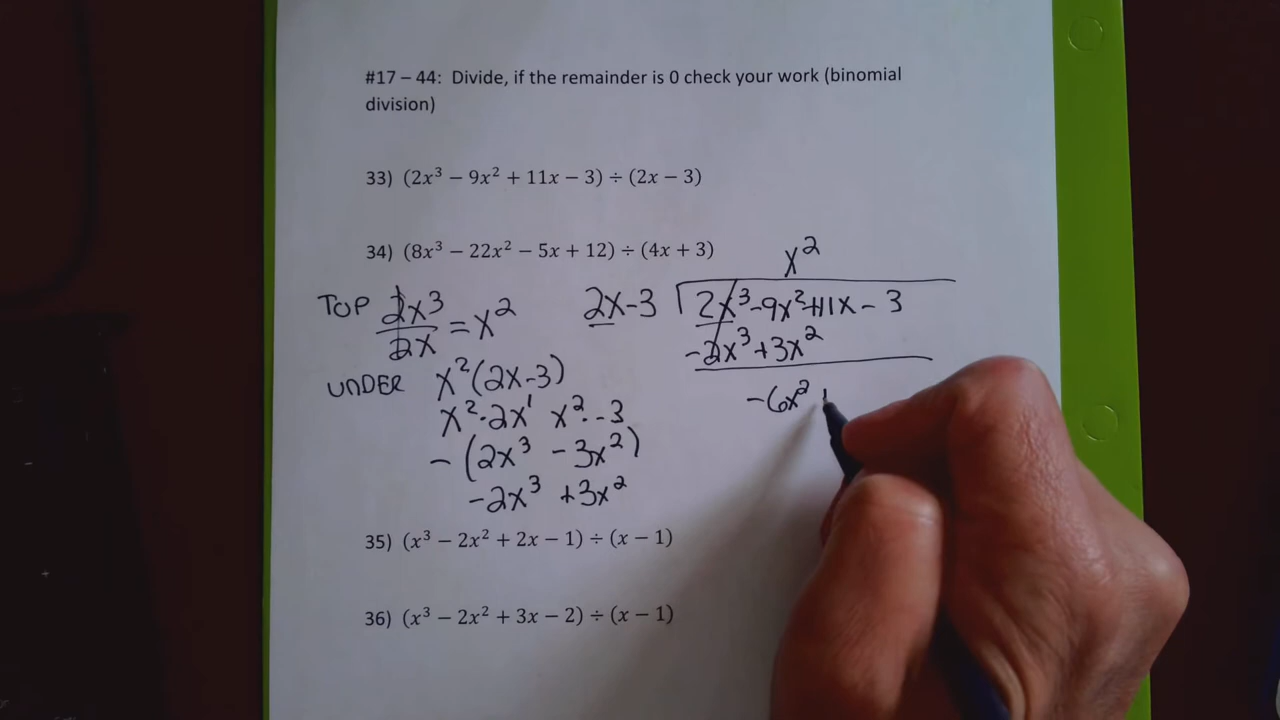 #17 – 44: Divide, if the remainder is 0 check your work (binomial
division)
33) (2x³ − 9x² + 11x − 3) ÷ (2x − 3)
34) (8x³ − 22x² − 5x + 12) ÷ (4x + 3)
x²
TOP 2x³/2x = x²
2x-3 √2x³-9x²+11x-3
-2x³+3x²
-6x²
UNDER x²(2x-3)
x²·2x¹ x²·-3
-(2x³ -3x²)
-2x³ +3x²
35) (x³ − 2x² + 2x − 1) ÷ (x − 1)
36) (x³ − 2x² + 3x − 2) ÷ (x − 1)